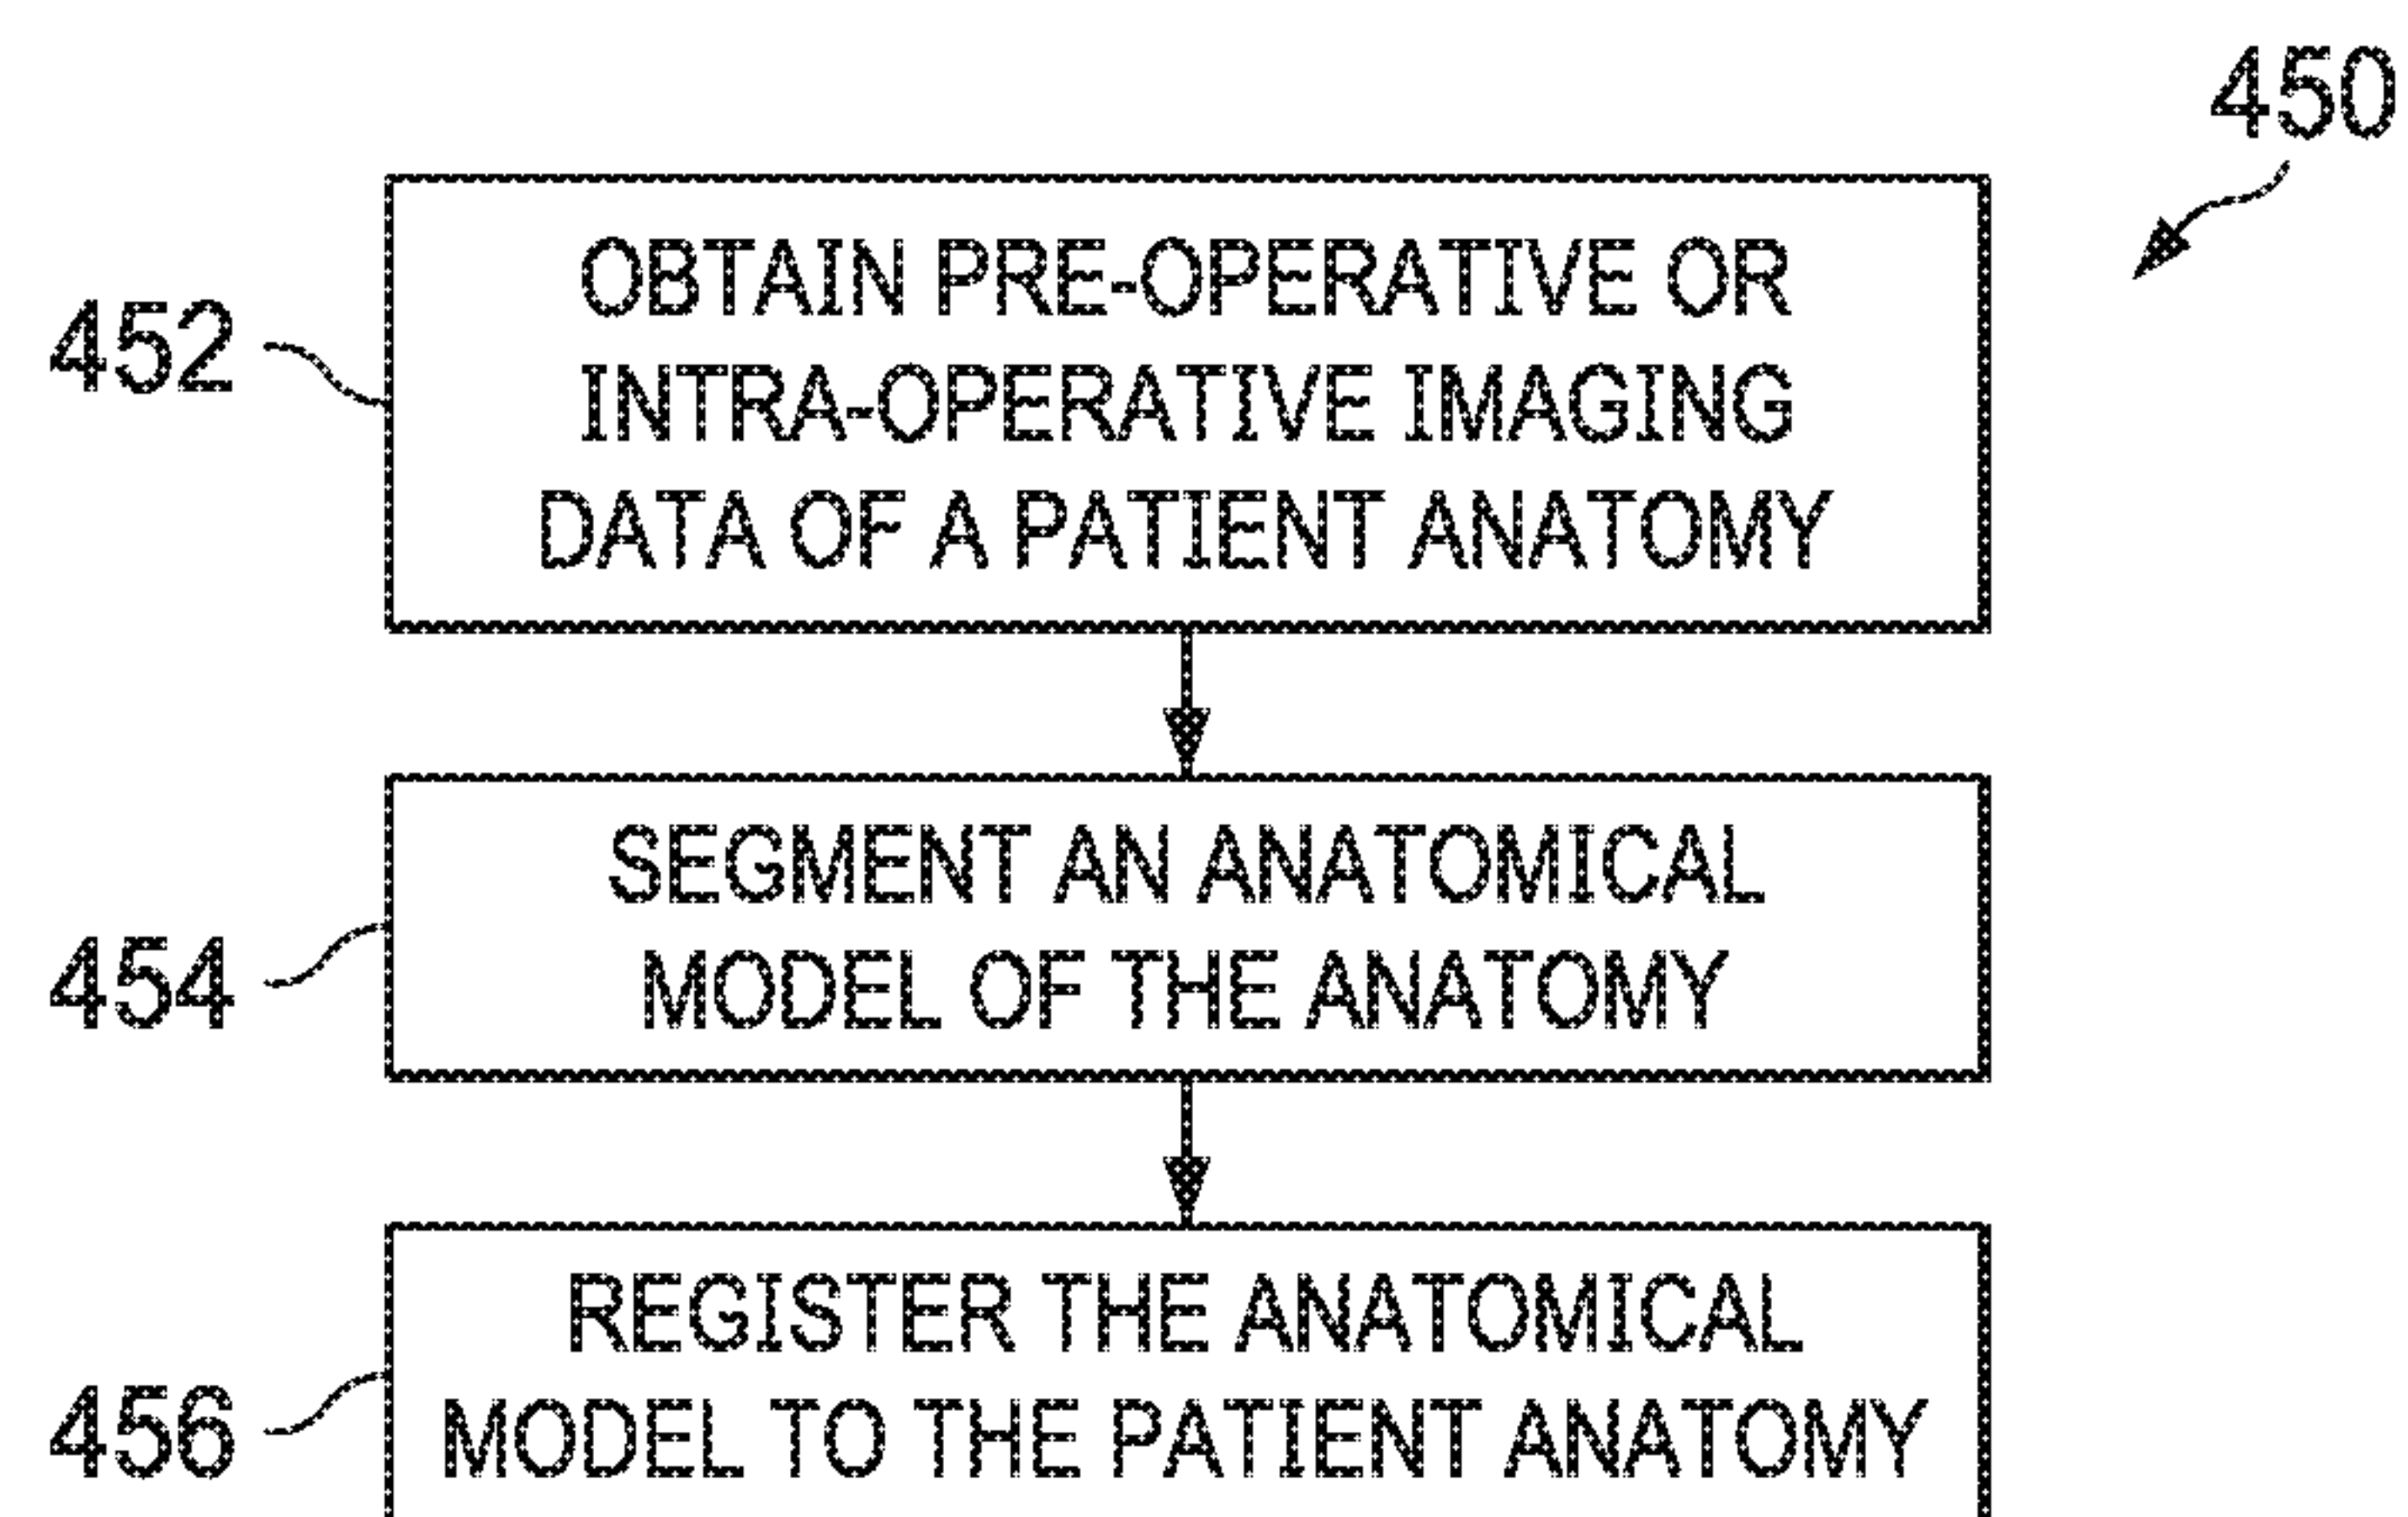 450
452
OBTAIN PRE-OPERATIVE OR
INTRA-OPERATIVE IMAGING
DATA OF A PATIENT ANATOMY
454
SEGMENT AN ANATOMICAL
MODEL OF THE ANATOMY
456
REGISTER THE ANATOMICAL
MODEL TO THE PATIENT ANATOMY